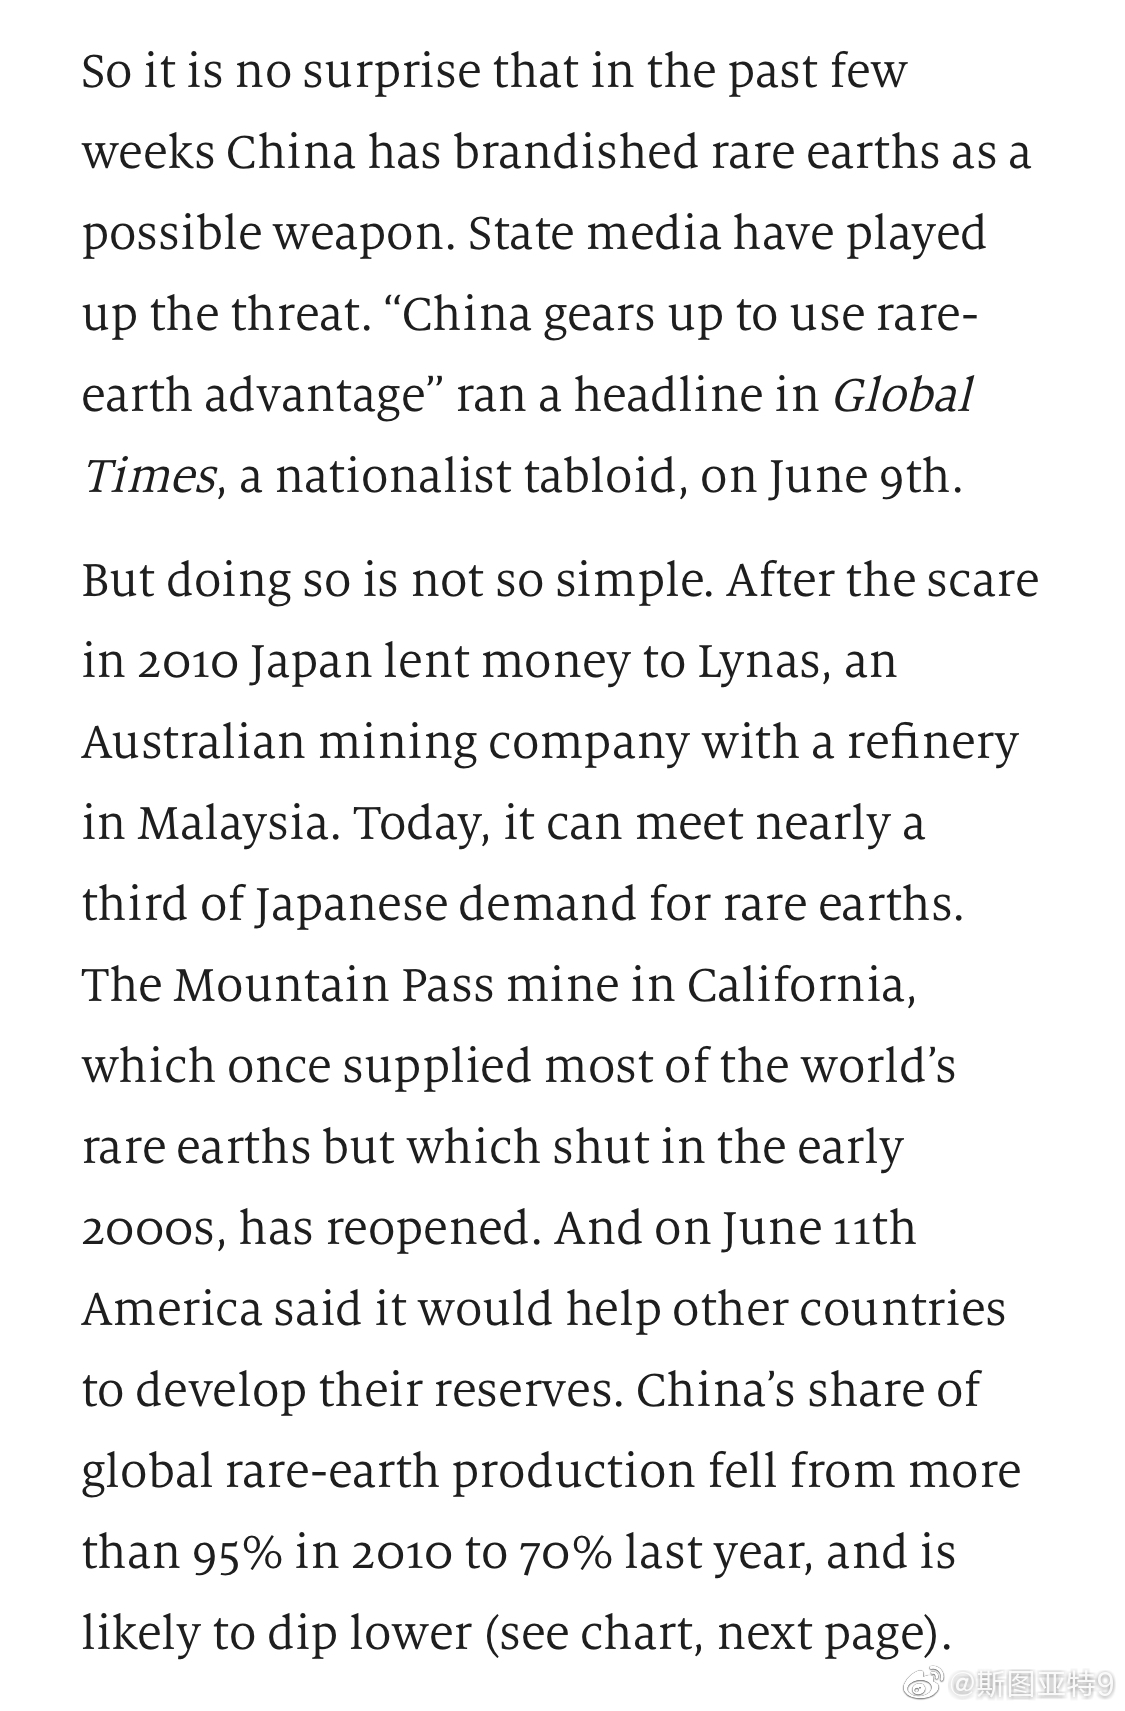 So it is no surprise that in the past few
weeks China has brandished rare earths as a
possible weapon. State media have played
up the threat. “China gears up to use rare-
earth advantage” ran a headline in Global
Times, a nationalist tabloid, on June 9th.
But doing so is not so simple. After the scare
in 2010 Japan lent money to Lynas, an
Australian mining company with a refinery
in Malaysia. Today, it can meet nearly a
third of Japanese demand for rare earths.
The Mountain Pass mine in California,
which once supplied most of the world’s
rare earths but which shut in the early
2000s, has reopened. And on June 11th
America said it would help other countries
to develop their reserves. China’s share of
global rare-earth production fell from more
than 95% in 2010 to 70% last year, and is
likely to dip lower (see chart, next page).
@斯图亚特9